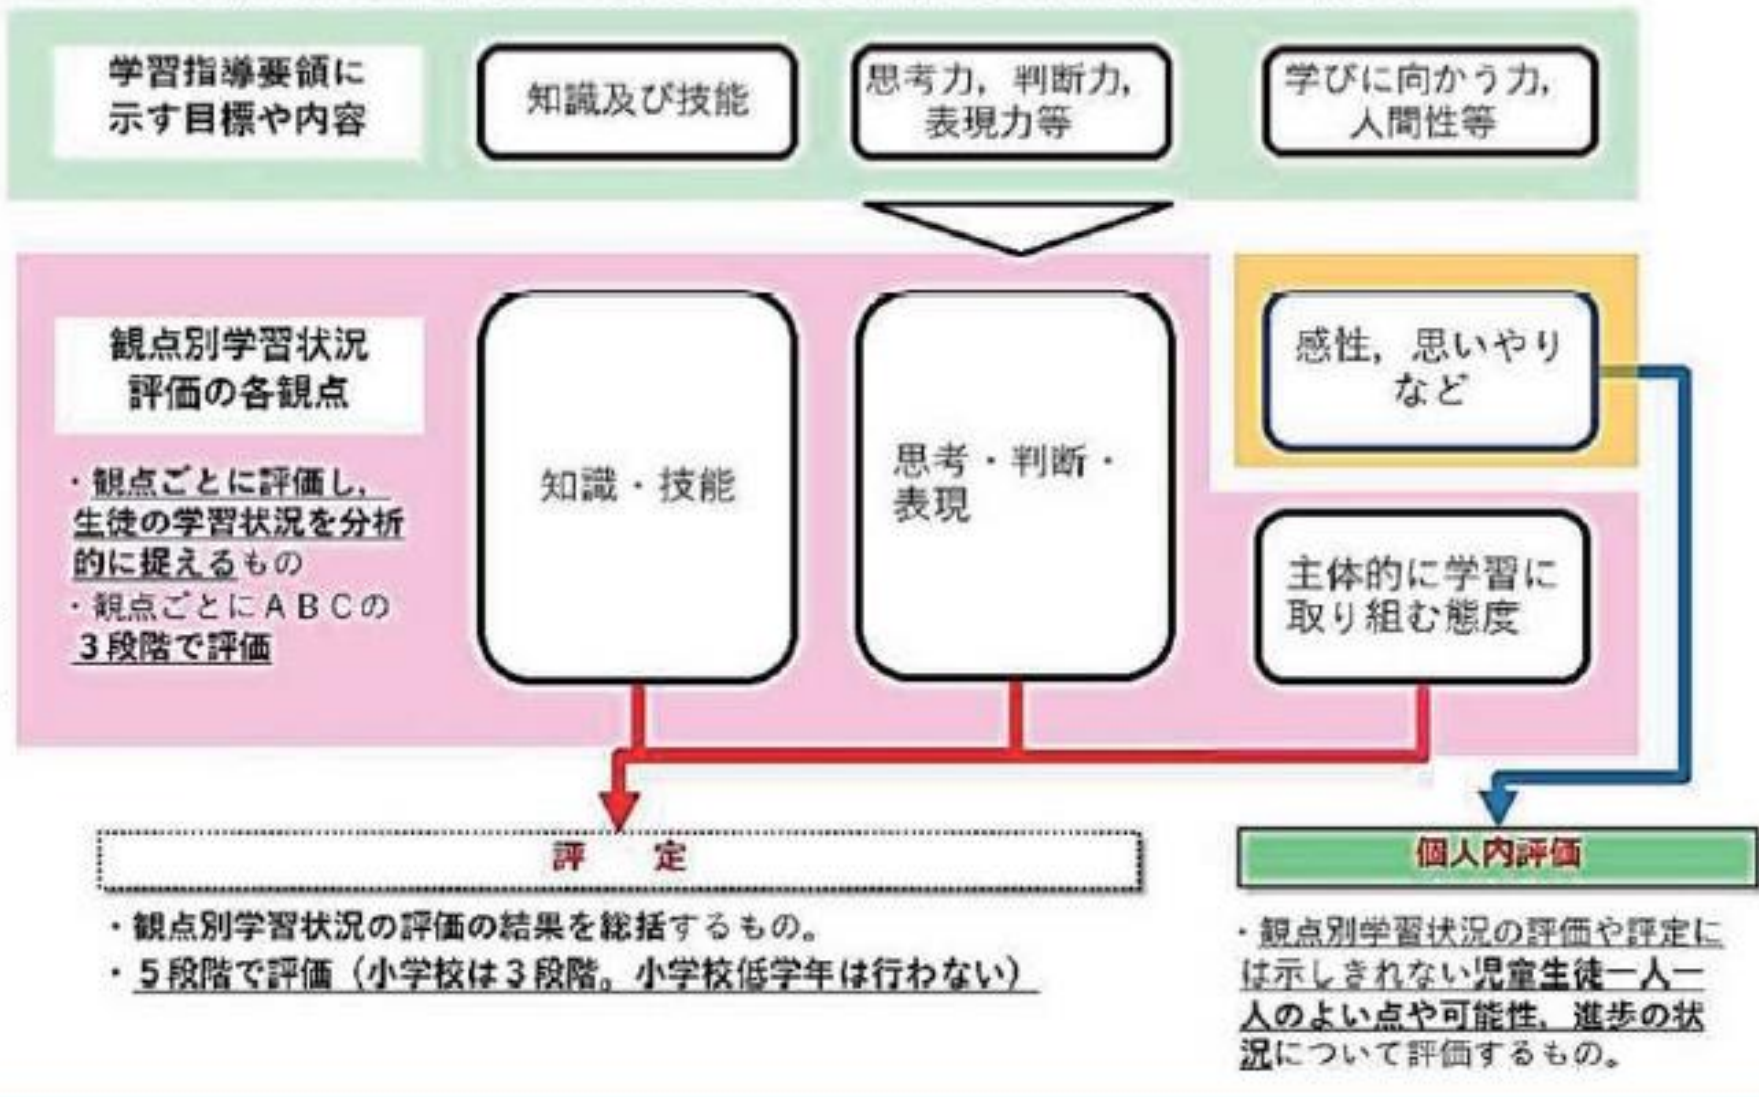 学習指導要領に
示す目標や内容
知識及び技能
思考力，判断力，
表現力等
学びに向かう力，
人間性等
観点別学習状況
評価の各観点
・観点ごとに評価し，
生徒の学習状況を分析
的に捉えるもの
・観点ごとにＡＢＣの
３段階で評価
知識・技能
思考・判断・
表現
感性，思いやり
など
主体的に学習に
取り組む態度
評　定
・観点別学習状況の評価の結果を総括するもの。
・５段階で評価（小学校は３段階。小学校低学年は行わない）
個人内評価
・観点別学習状況の評価や評定に
は示しきれない児童生徒一人一
人のよい点や可能性，進歩の状
況について評価するもの。